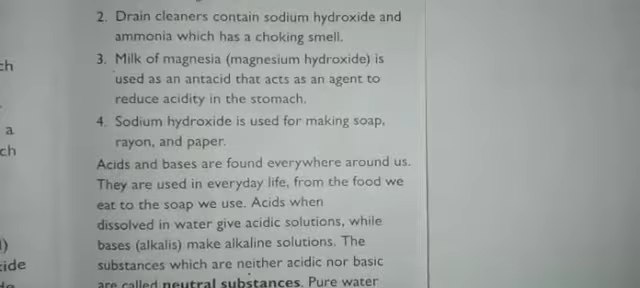 2. Drain cleaners contain sodium hydroxide and
ammonia which has a choking smell.
3. Milk of magnesia (magnesium hydroxide) is
used as an antacid that acts as an agent to
reduce acidity in the stomach.
4. Sodium hydroxide is used for making soap,
rayon, and paper.
Acids and bases are found everywhere around us.
They are used in everyday life, from the food we
eat to the soap we use. Acids when
dissolved in water give acidic solutions, while
bases (alkalis) make alkaline solutions. The
substances which are neither acidic nor basic
are called neutral substances. Pure water
a